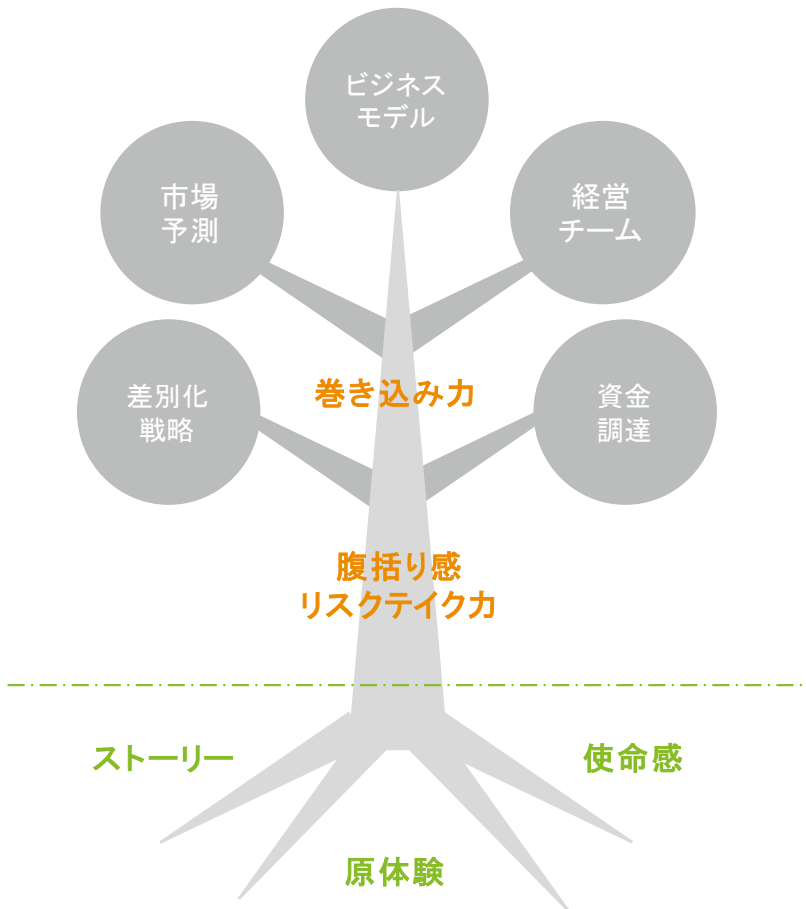 ビジネス
モデル
市場
予測
経営
チーム
巻き込み力
差別化
戦略
資金
調達
腹括り感
リスクテイク力
ストーリー
使命感
原体験